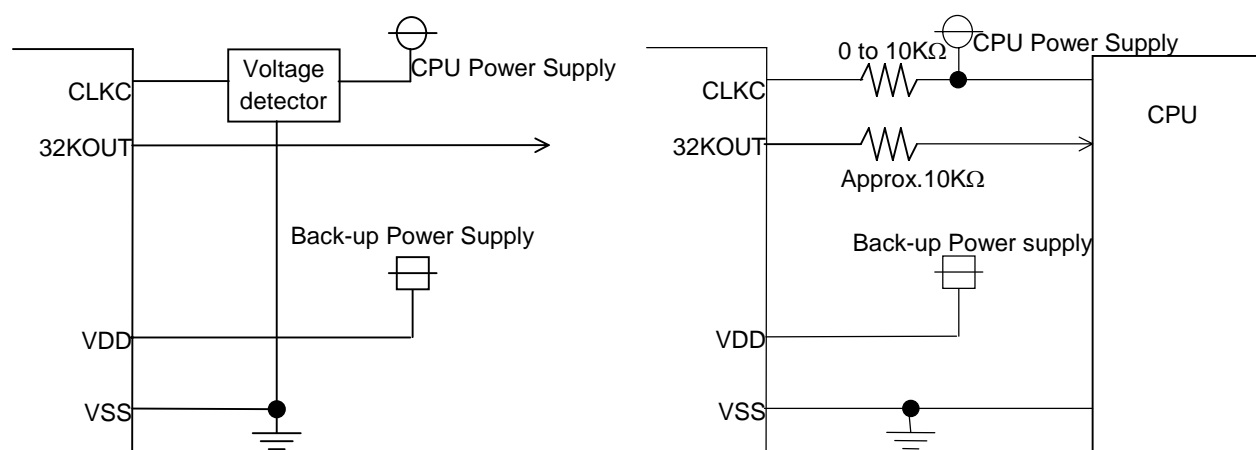 Voltage
detector
CPU Power Supply
CLKC
32KOUT
Back-up Power Supply
VDD
VSS
0 to 10KΩ
CPU Power Supply
CLKC
CPU
32KOUT
Approx.10KΩ
Back-up Power supply
VDD
VSS